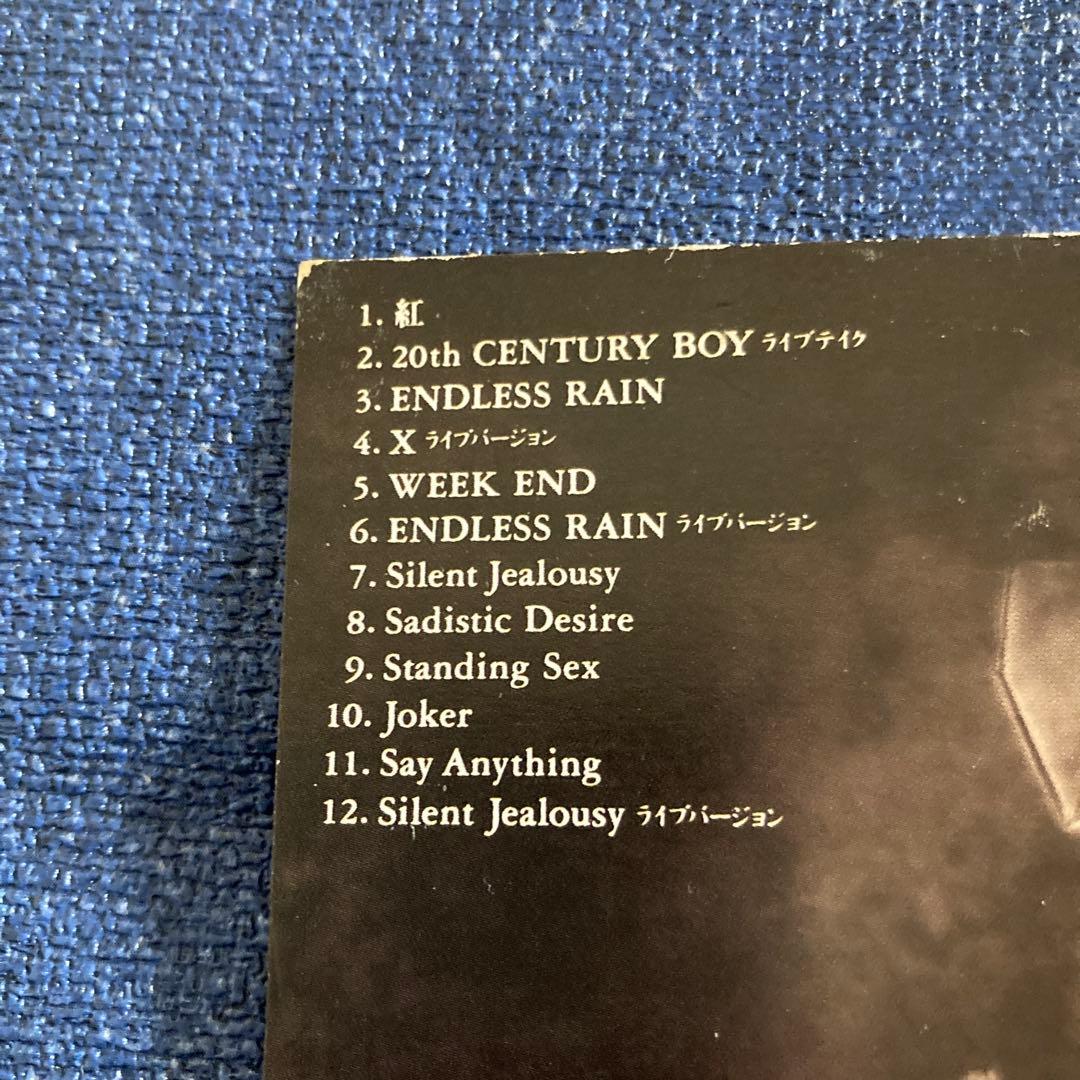 1. 紅
2. 20th CENTURY BOY ライブテイク
3. ENDLESS RAIN
4. X ライブバージョン
5. WEEK END
6. ENDLESS RAIN ライブバージョン
7. Silent Jealousy
8. Sadistic Desire
9. Standing Sex
10. Joker
11. Say Anything
12. Silent Jealousy ライブバージョン